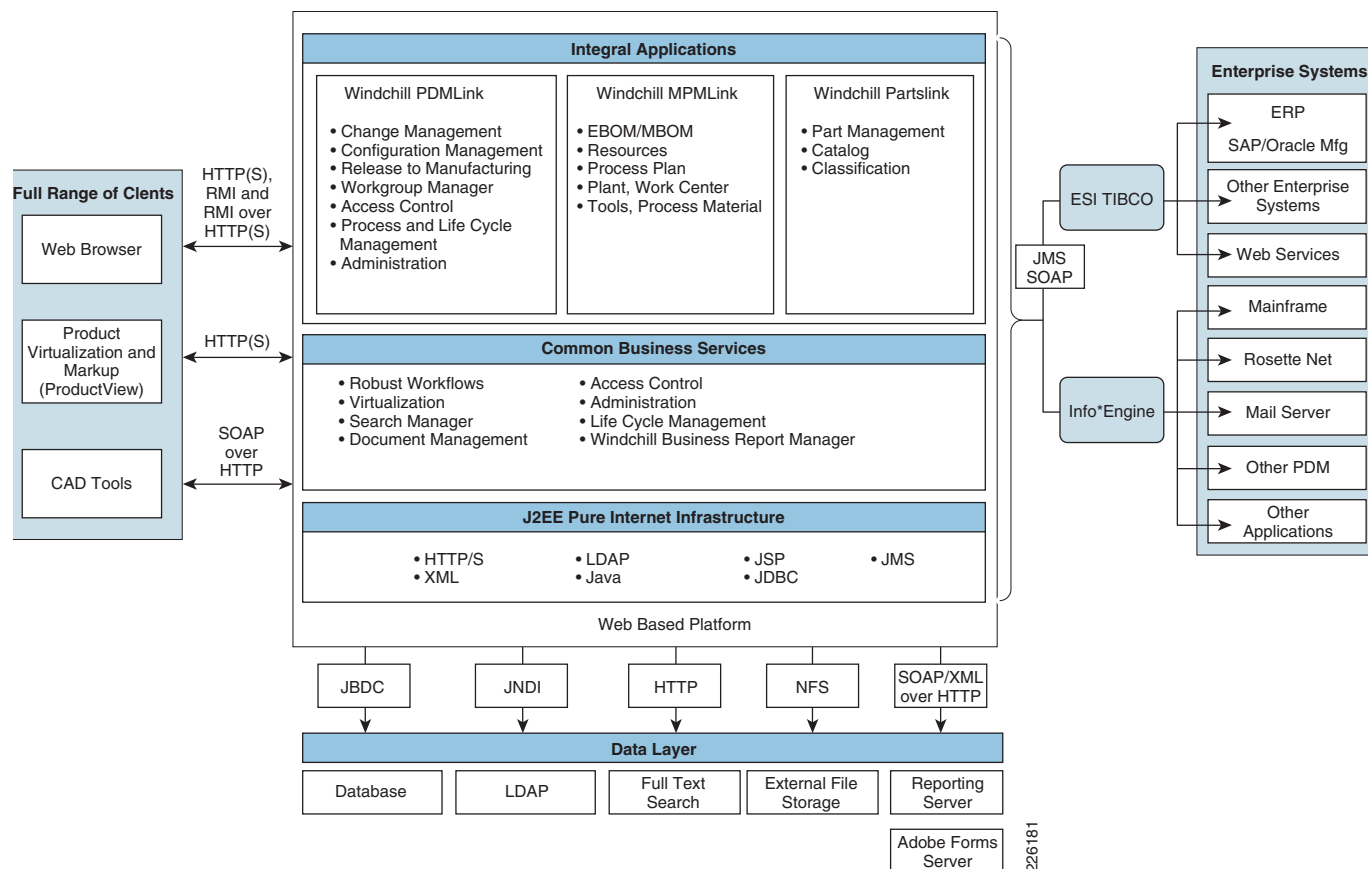 Full Range of Clents
Web Browser
Product
Virtualization and
Markup
(ProductView)
CAD Tools
HTTP(S),
RMI and
RMI over
HTTP(S)
HTTP(S)
SOAP
over
HTTP
Integral Applications
Windchill PDMLink
• Change Management
• Configuration Management
• Release to Manufacturing
• Workgroup Manager
• Access Control
• Process and Life Cycle
Management
• Administration
Windchill MPMLink
• EBOM/MBOM
• Resources
• Process Plan
• Plant, Work Center
• Tools, Process Material
Windchill Partslink
• Part Management
• Catalog
• Classification
Common Business Services
• Robust Workflows
• Virtualization
• Search Manager
• Document Management
• Access Control
• Administration
• Life Cycle Management
• Windchill Business Report Manager
J2EE Pure Internet Infrastructure
• HTTP/S
• XML
• LDAP
• Java
• JSP
• JDBC
• JMS
Web Based Platform
JBDC
JNDI
HTTP
NFS
SOAP/XML
over HTTP
Data Layer
Database
LDAP
Full Text
Search
External File
Storage
Reporting
Server
Adobe Forms
Server
JMS
SOAP
ESI TIBCO
Info*Engine
Enterprise Systems
ERP
SAP/Oracle Mfg
Other Enterprise
Systems
Web Services
Mainframe
Rosette Net
Mail Server
Other PDM
Other
Applications
226181